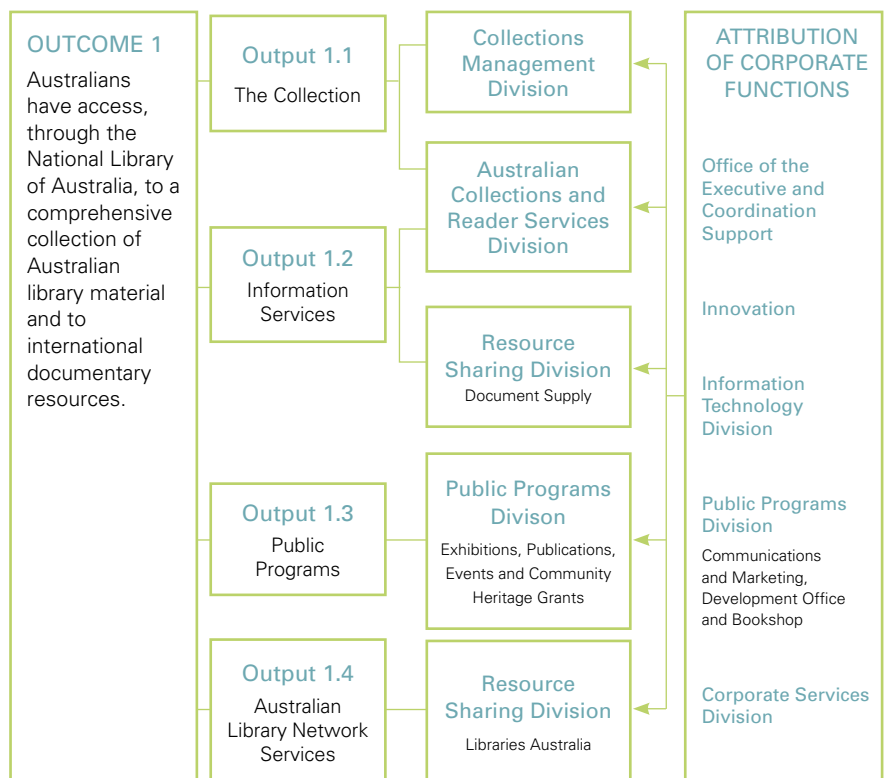 OUTCOME 1
Australians
have access,
through the
National Library
of Australia, to a
comprehensive
collection of
Australian
library material
and to
international
documentary
resources.
Output 1.1
The Collection
Output 1.2
Information
Services
Output 1.3
Public
Programs
Output 1.4
Australian
Library Network
Services
Collections
Management
Division
Australian
Collections and
Reader Services
Division
Resource
Sharing Division
Document Supply
Public Programs
Divison
Exhibitions, Publications,
Events and Community
Heritage Grants
Resource
Sharing Division
Libraries Australia
ATTRIBUTION
OF CORPORATE
FUNCTIONS
Office of the
Executive and
Coordination
Support
Innovation
Information
Technology
Division
Public Programs
Division
Communications
and Marketing,
Development Office
and Bookshop
Corporate Services
Division